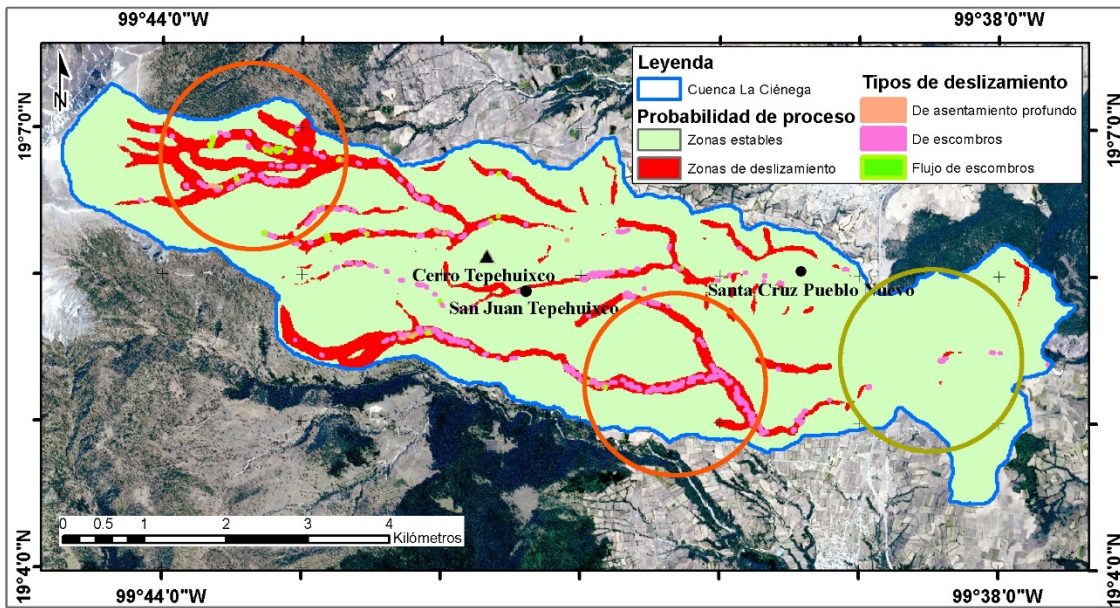 99°44'0"W
99°38'0"W
N
19°7'0"N
19°7'0"N
Leyenda
Cuenca La Ciénega
Probabilidad de proceso
Zonas estables
Zonas de deslizamiento
Tipos de deslizamiento
De asentamiento profundo
De escombros
Flujo de escombros
Cerro Tepehuixco
San Juan Tepehuixco
Santa Cruz Pueblo Nuevo
0 0.5 1 2 3 4
Kilómetros
19°4'0"N
19°4'0"N
99°44'0"W
99°38'0"W